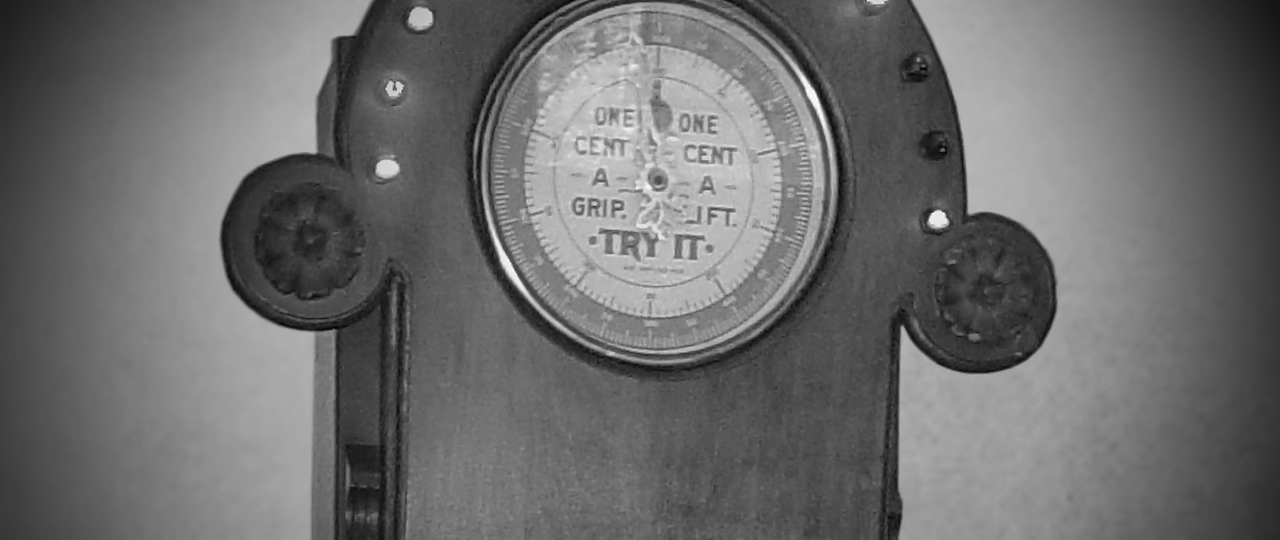 ONE ONE
CENT CENT
- A - - A -
GRIP. LIFT.
·TRY IT·